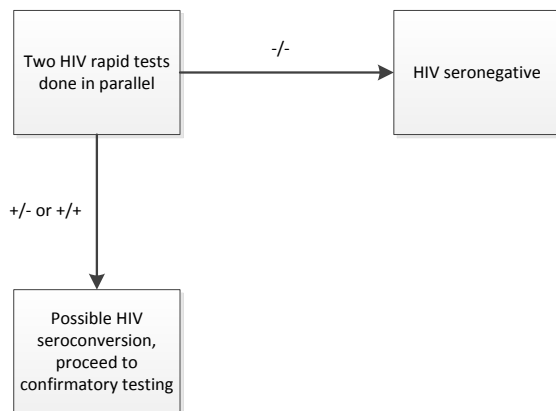 Two HIV rapid tests
done in parallel
-/-
HIV seronegative
+/- or +/+
Possible HIV
seroconversion,
proceed to
confirmatory testing